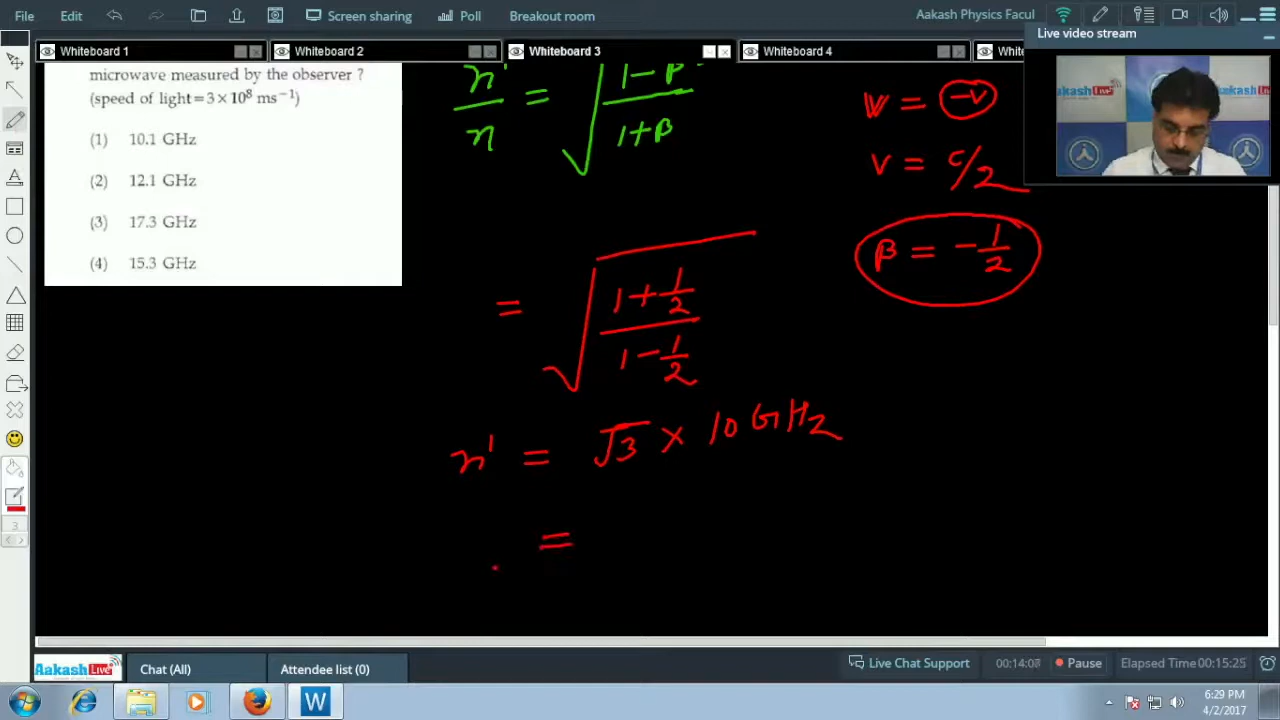 File Edit Screen sharing Poll Breakout room Aakash Physics Facul
Live video stream
Whiteboard 1 Whiteboard 2 Whiteboard 3 Whiteboard 4 Whit
microwave measured by the observer ?
(speed of light=3×10⁸ ms⁻¹)
(1) 10.1 GHz
(2) 12.1 GHz
(3) 17.3 GHz
(4) 15.3 GHz
n'/n = √(1-β/1+β)
= √(1+1/2 / 1-1/2)
n' = √3 × 10 GHz
=
= -v
v = c/2
β = -1/2
Aakash Live Chat (All) Attendee list (0) Live Chat Support 00:14:0 Pause Elapsed Time 00:15:25
6:29 PM
4/2/2017